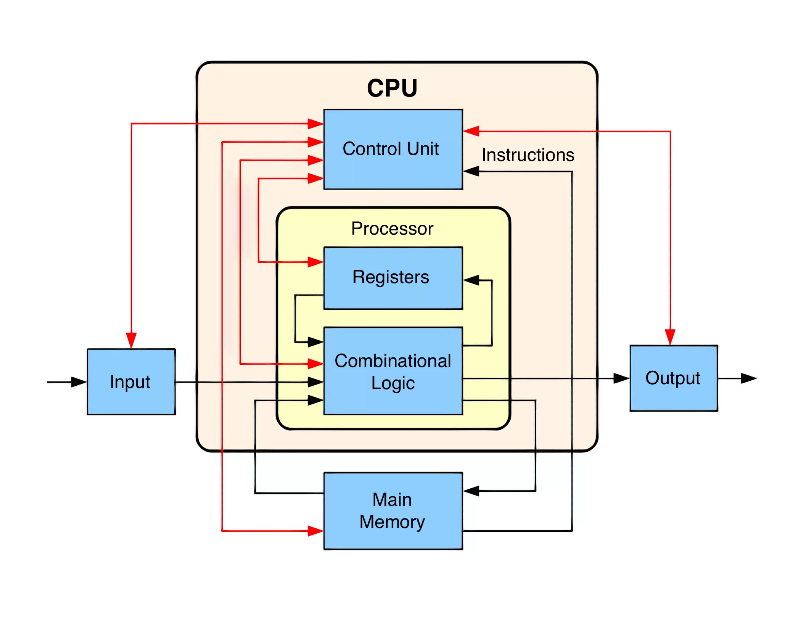 CPU
Control Unit
Instructions
Processor
Registers
Combinational
Logic
Input
Output
Main
Memory